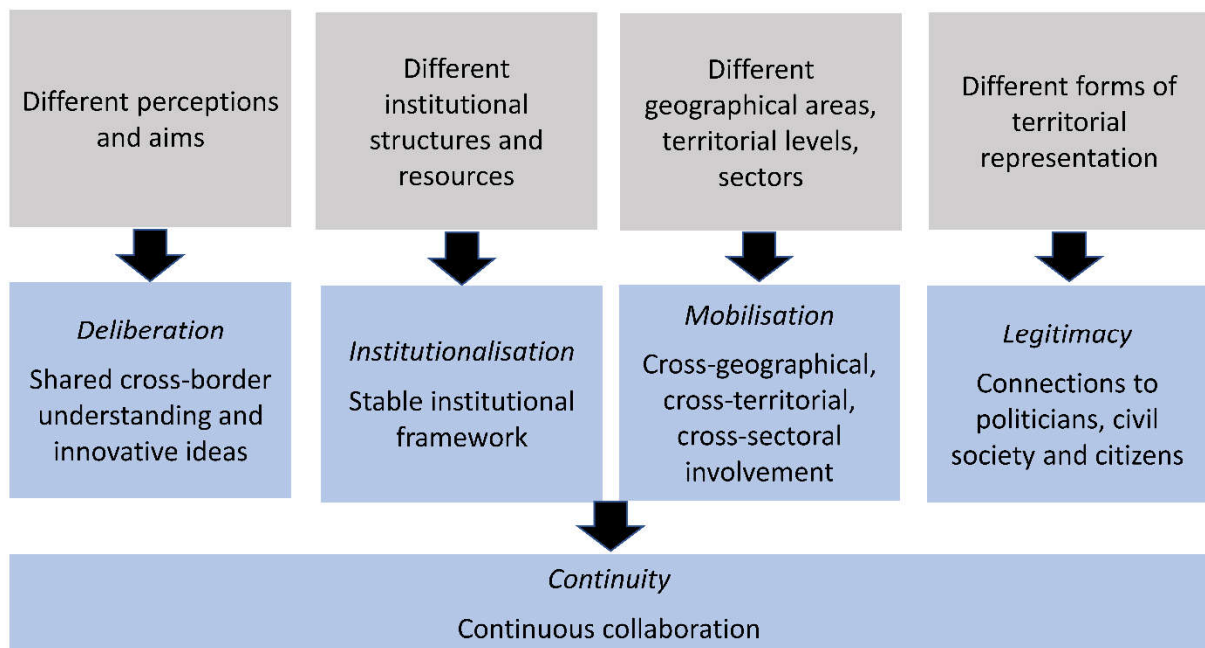 Different perceptions
and aims
Different
institutional
structures and
resources
Different
geographical areas,
territorial levels,
sectors
Different forms of
territorial
representation
Deliberation
Shared cross-border
understanding and
innovative ideas
Institutionalisation
Stable institutional
framework
Mobilisation
Cross-geographical,
cross-territorial,
cross-sectoral
involvement
Legitimacy
Connections to
politicians, civil
society and citizens
Continuity
Continuous collaboration